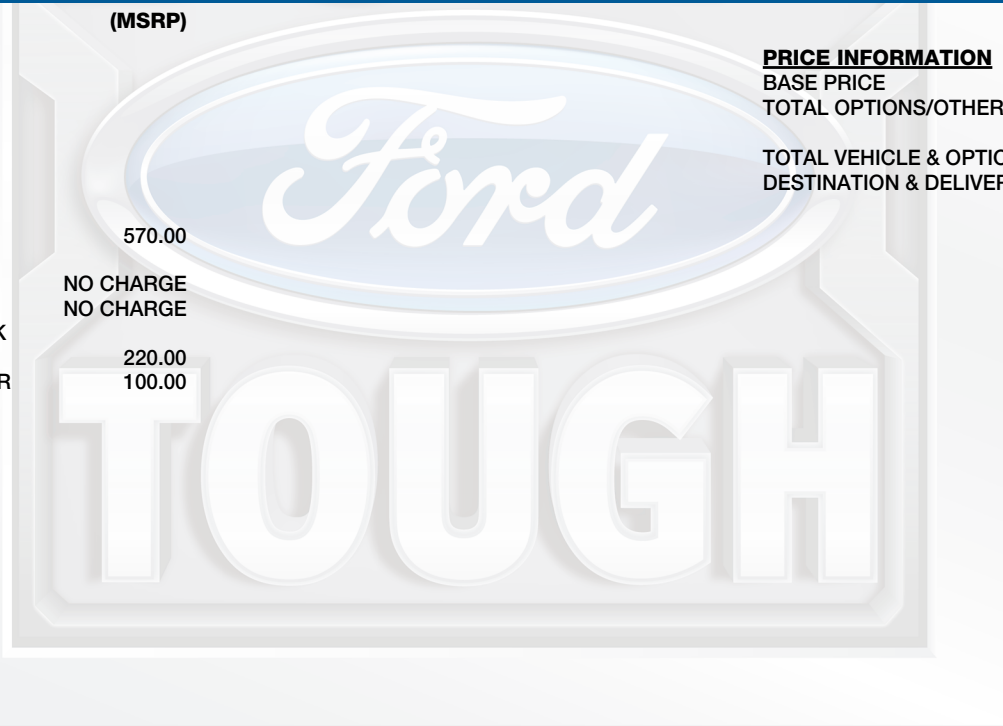 (MSRP)
570.00
NO CHARGE
NO CHARGE
K
220.00
R 100.00
PRICE INFORMATION
BASE PRICE
TOTAL OPTIONS/OTHER
TOTAL VEHICLE & OPTIO
DESTINATION & DELIVER
Ford
TOUGH